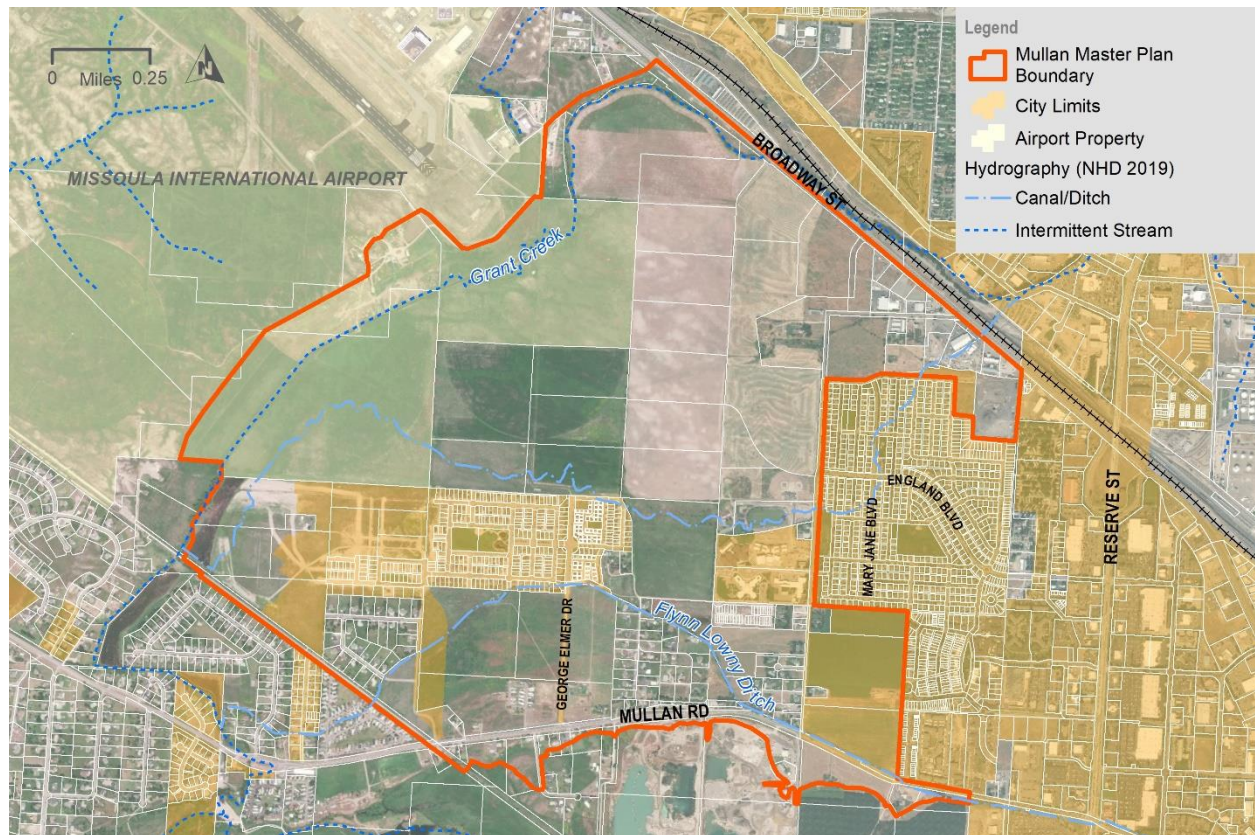 0 Miles 0.25
N
Legend
Mullan Master Plan
Boundary
City Limits
Airport Property
Hydrography (NHD 2019)
Canal/Ditch
Intermittent Stream
MISSOULA INTERNATIONAL AIRPORT
BROADWAY ST
Grant Creek
ENGLAND BLVD
MARY JANE BLVD
RESERVE ST
GEORGE ELMER DR
Flynn Lowny Ditch
MULLAN RD